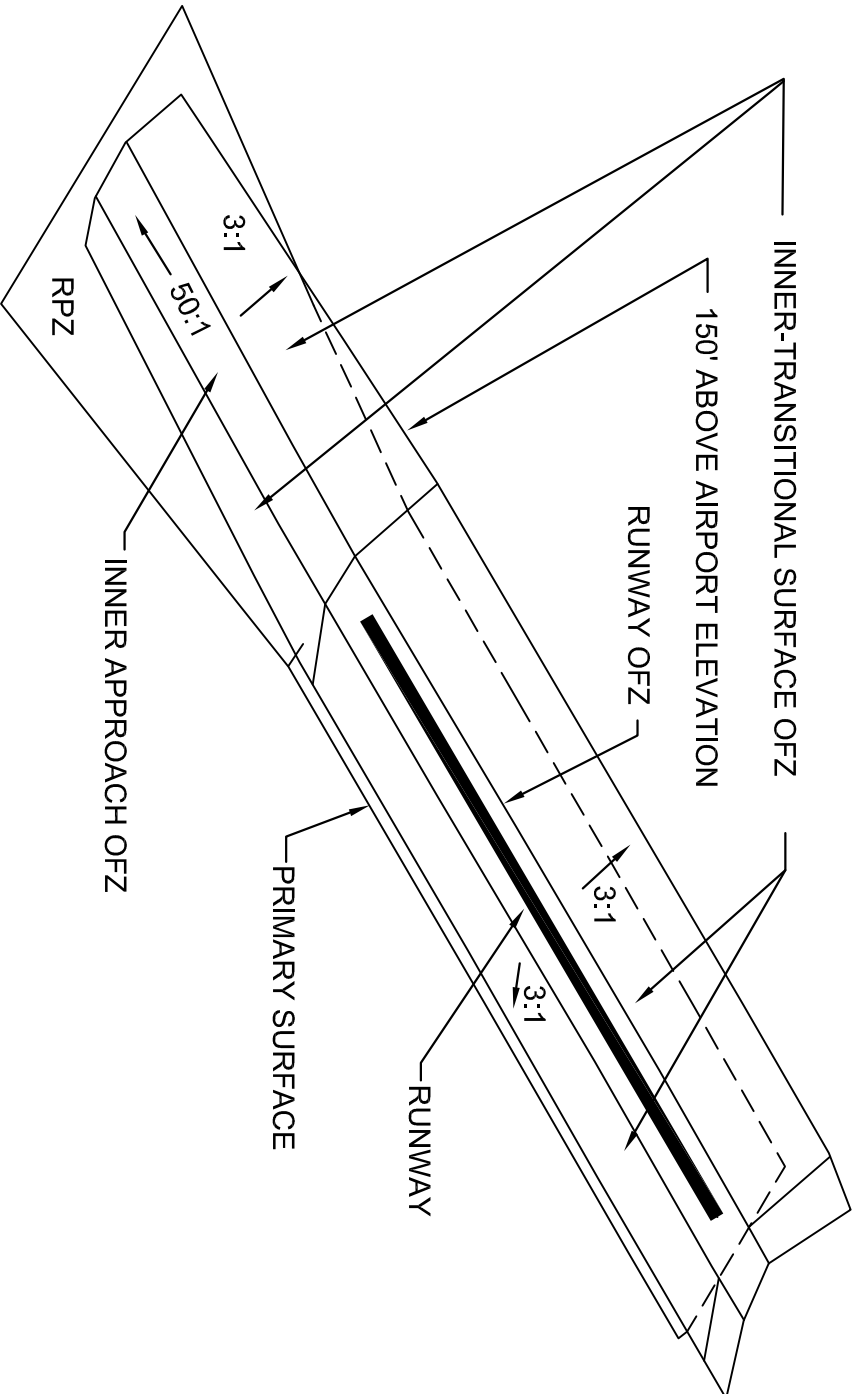 INNER-TRANSITIONAL SURFACE OFZ
150' ABOVE AIRPORT ELEVATION
RUNWAY OFZ
3:1
3:1
50:1
3:1
RPZ
RUNWAY
PRIMARY SURFACE
INNER APPROACH OFZ